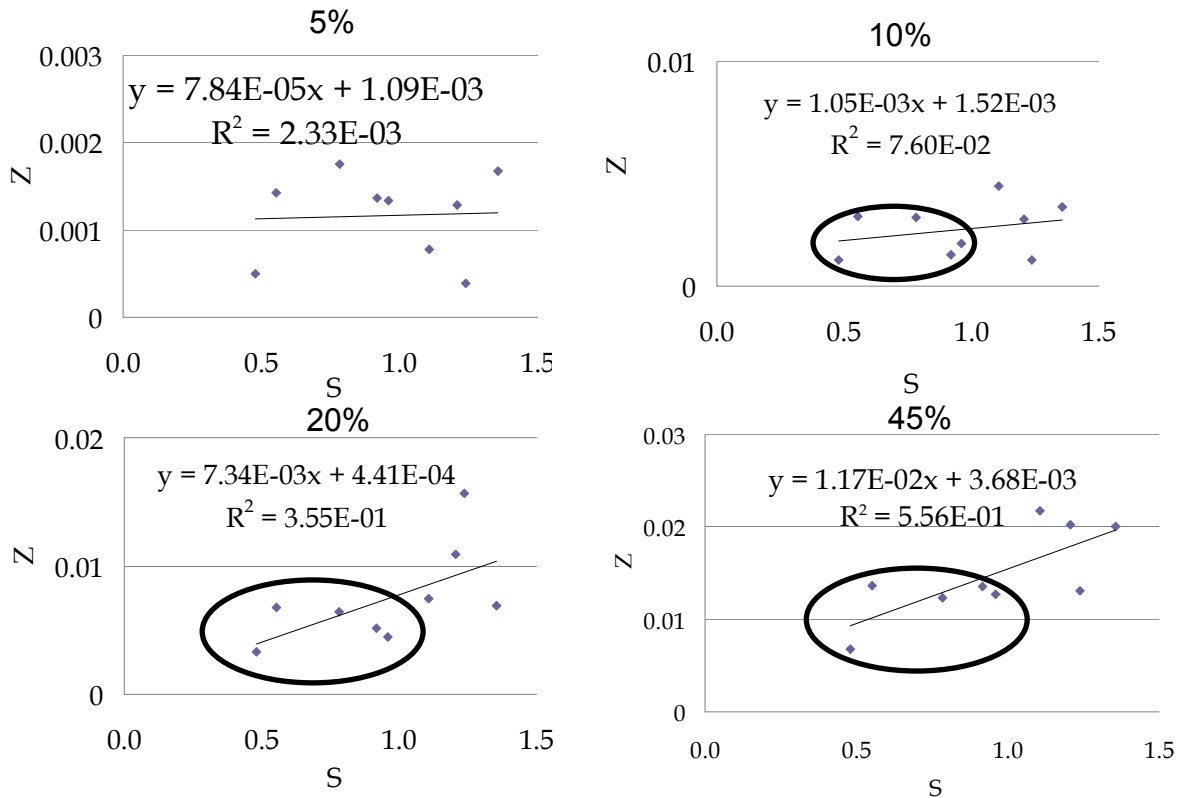 5%
0.003
y = 7.84E-05x + 1.09E-03
R² = 2.33E-03
0.002
Z
0.001
0
0.0 0.5 1.0 1.5
S
10%
0.01
y = 1.05E-03x + 1.52E-03
R² = 7.60E-02
Z
0
0.0 0.5 1.0 1.5
S
20%
0.02
y = 7.34E-03x + 4.41E-04
R² = 3.55E-01
Z
0.01
0
0.0 0.5 1.0 1.5
S
45%
0.03
y = 1.17E-02x + 3.68E-03
R² = 5.56E-01
0.02
Z
0.01
0
0.0 0.5 1.0 1.5
S